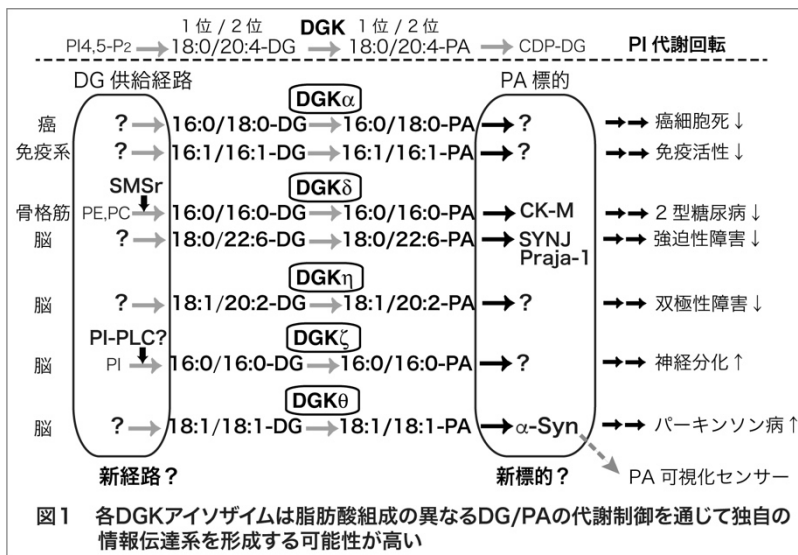 1位/2位 DGK 1位/2位
PI4,5-P2 18:0/20:4-DG 18:0/20:4-PA CDP-DG PI代謝回転
DG 供給経路 PA 標的
DGKα
癌 ? 16:0/18:0-DG 16:0/18:0-PA ? 癌細胞死↓
免疫系 ? 16:1/16:1-DG 16:1/16:1-PA ? 免疫活性↓
SMSr DGKδ
骨格筋 PE,PC 16:0/16:0-DG 16:0/16:0-PA CK-M 2型糖尿病↓
脳 ? 18:0/22:6-DG 18:0/22:6-PA SYNJ 強迫性障害↓
Praja-1
DGKη
脳 ? 18:1/20:2-DG 18:1/20:2-PA ? 双極性障害↓
PI-PLC? DGKζ
脳 PI 16:0/16:0-DG 16:0/16:0-PA ? 神経分化↑
DGKθ
脳 ? 18:1/18:1-DG 18:1/18:1-PA α-Syn パーキンソン病↑
新経路? 新標的? PA 可視化センサー
図1 各DGKアイソザイムは脂肪酸組成の異なるDG/PAの代謝制御を通じて独自の
情報伝達系を形成する可能性が高い